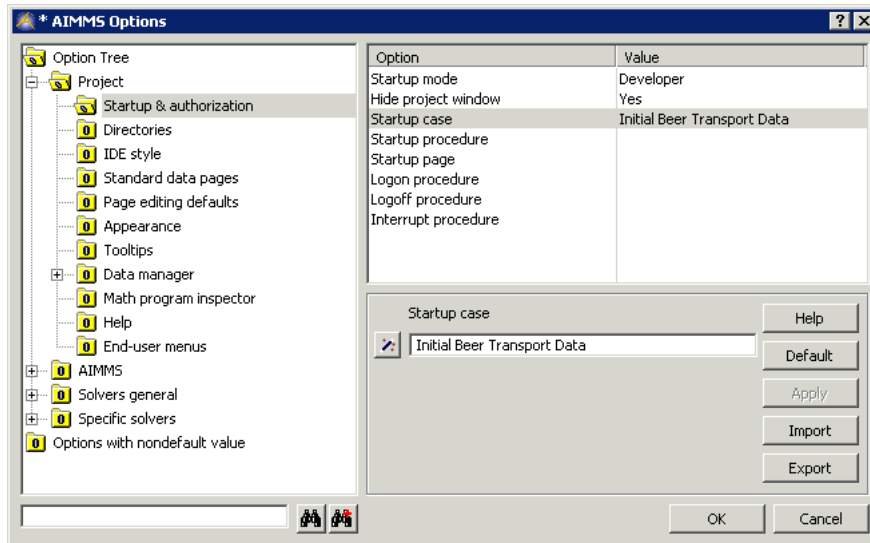 * AIMMS Options
Option Tree
Project
Startup & authorization
Directories
IDE style
Standard data pages
Page editing defaults
Appearance
Tooltips
Data manager
Math program inspector
Help
End-user menus
AIMMS
Solvers general
Specific solvers
Options with nondefault value
Option Value
Startup mode Developer
Hide project window Yes
Startup case Initial Beer Transport Data
Startup procedure
Startup page
Logon procedure
Logoff procedure
Interrupt procedure
Startup case
Initial Beer Transport Data
Help
Default
Apply
Import
Export
OK Cancel